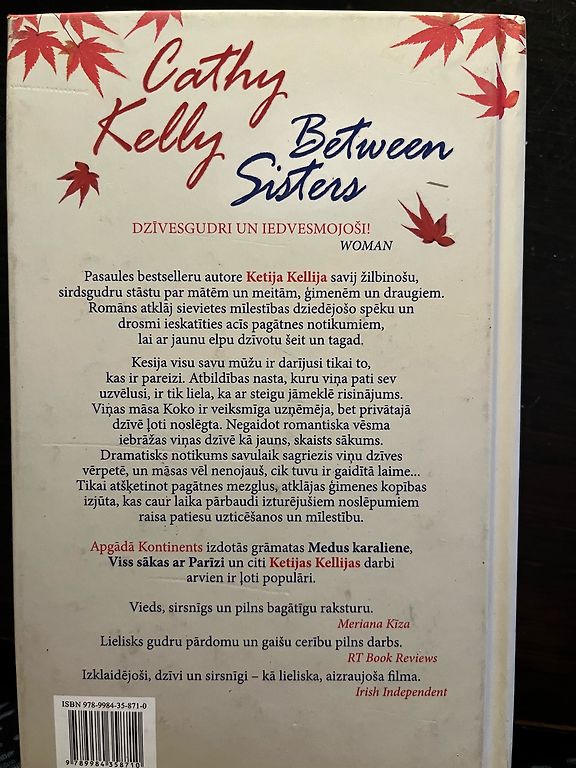 Cathy
Kelly
Between
Sisters
DZĪVESGUDRI UN IEDVESMOJOŠI!
WOMAN
Pasaules bestselleru autore Ketija Kellija savij žilbinošu,
sirdsgudru stāstu par mātēm un meitām, ģimenēm un draugiem.
Romāns atklāj sievietes mīlestības dziedējošo spēku un
drosmi ieskatīties acīs pagātnes notikumiem,
lai ar jaunu elpu dzīvotu šeit un tagad.
Kesija visu savu mūžu ir darījusi tikai to,
kas ir pareizi. Atbildības nasta, kuru viņa pati sev
uzvēlusi, ir tik liela, ka ar steigu jāmeklē risinājums.
Viņas māsa Koko ir veiksmīga uzņēmēja, bet privātajā
dzīvē ļoti noslēgta. Negaidot romantiska vēsma
iebrāžas viņas dzīvē kā jauns, skaists sākums.
Dramatisks notikums savulaik sagriezis viņu dzīves
vērpetē, un māsas vēl nenojauš, cik tuvu ir gaidītā laime...
Tikai atšķetinot pagātnes mezglus, atklājas ģimenes kopības
izjūta, kas caur laika pārbaudi izturējušiem noslēpumiem
raisa patiesu uzticēšanos un mīlestību.
Apgādā Kontinents izdotās grāmatas Medus karaliene,
Viss sākas ar Parīzi un citi Ketijas Kellijas darbi
arvien ir ļoti populāri.
Vieds, sirsnīgs un pilns bagātīgu raksturu.
Meriana Kīza
Lielisks gudru pārdomu un gaišu cerību pilns darbs.
RT Book Reviews
Izklaidējoši, dzīvi un sirsnīgi – kā lieliska, aizraujoša filma.
Irish Independent
ISBN 978-9984-35-871-0
9 789984 358710